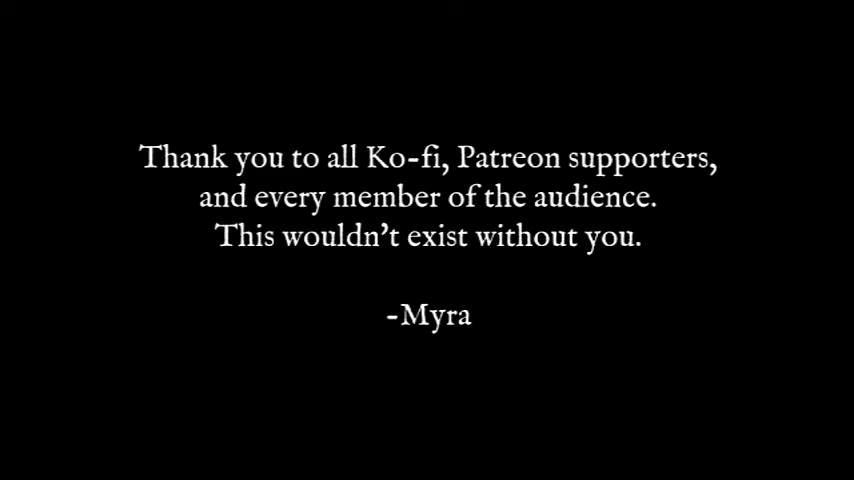 Thank you to all Ko-fi, Patreon supporters,
and every member of the audience.
This wouldn’t exist without you.
-Myra